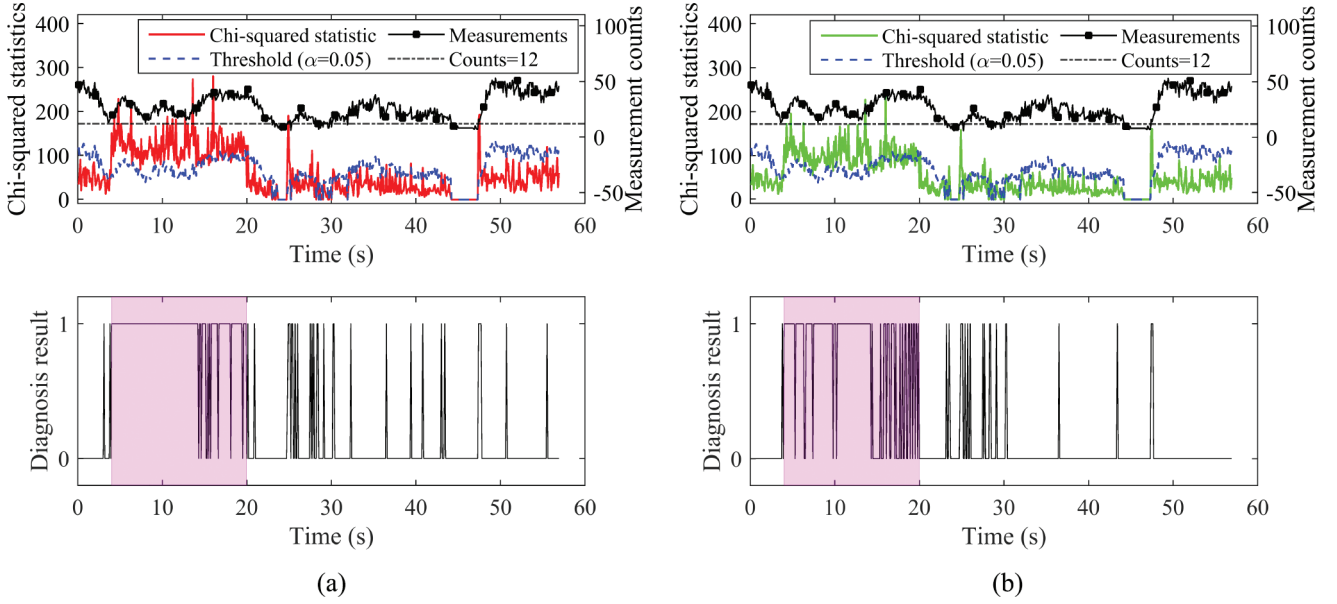 Chi-squared statistics
400
300
200
100
0
Chi-squared statistic
Threshold (α=0.05)
Measurements
Counts=12
100
50
0
−50
Measurement counts
0 10 20 30 40 50 60
Time (s)
Diagnosis result
1
0
0 10 20 30 40 50 60
Time (s)
(a)
Chi-squared statistics
400
300
200
100
0
Chi-squared statistic
Threshold (α=0.05)
Measurements
Counts=12
100
50
0
−50
Measurement counts
0 10 20 30 40 50 60
Time (s)
Diagnosis result
1
0
0 10 20 30 40 50 60
Time (s)
(b)